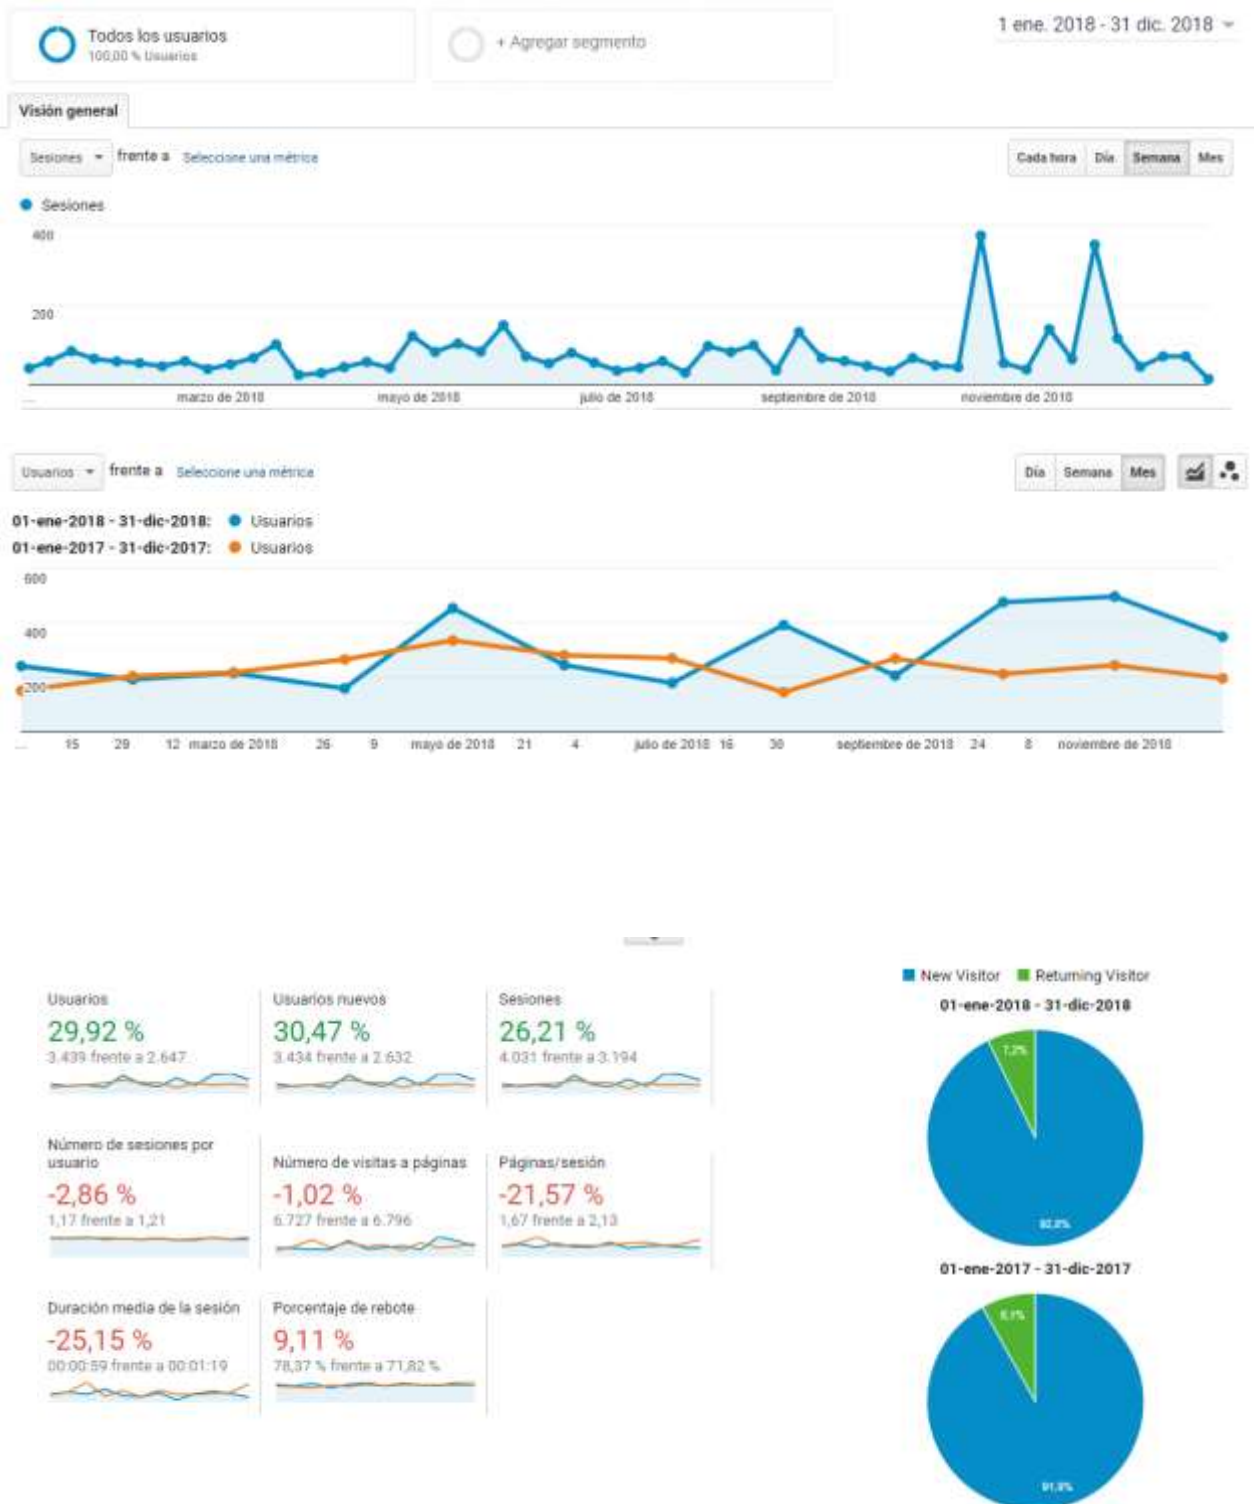 Todos los usuarios
100,00 % Usuarios
+ Agregar segmento
1 ene. 2018 - 31 dic. 2018
Visión general
Sesiones frente a Seleccione una métrica
Cada hora Día Semana Mes
Sesiones
400
200
...
marzo de 2018 mayo de 2018 julio de 2018 septiembre de 2018 noviembre de 2018
Usuarios frente a Seleccione una métrica
Día Semana Mes
01-ene-2018 - 31-dic-2018: Usuarios
01-ene-2017 - 31-dic-2017: Usuarios
600
400
200
... 15 29 12 marzo de 2018 26 9 mayo de 2018 21 4 julio de 2018 16 30 septiembre de 2018 24 8 noviembre de 2018
Usuarios
29,92 %
3.439 frente a 2.647
Usuarios nuevos
30,47 %
3.434 frente a 2.632
Sesiones
26,21 %
4.031 frente a 3.194
Número de sesiones por
usuario
-2,86 %
1,17 frente a 1,21
Número de visitas a páginas
-1,02 %
6.727 frente a 6.796
Páginas/sesión
-21,57 %
1,67 frente a 2,13
Duración media de la sesión
-25,15 %
00:00:59 frente a 00:01:19
Porcentaje de rebote
9,11 %
78,37 % frente a 71,82 %
New Visitor Returning Visitor
01-ene-2018 - 31-dic-2018
7,2%
92,8%
01-ene-2017 - 31-dic-2017
8,1%
91,9%